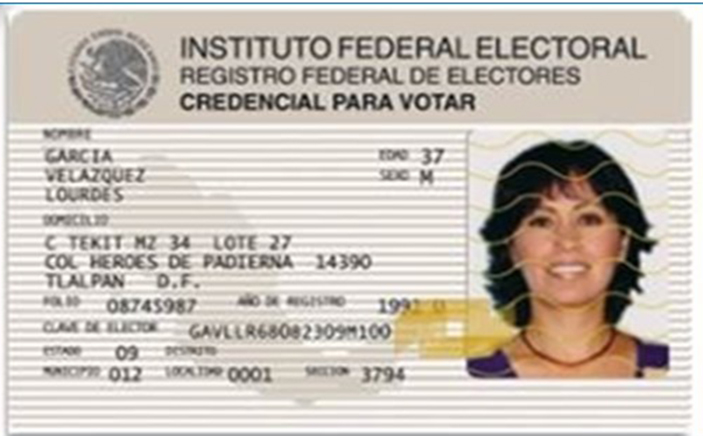 INSTITUTO FEDERAL ELECTORAL
REGISTRO FEDERAL DE ELECTORES
CREDENCIAL PARA VOTAR
NOMBRE
GARCIA
VELAZQUEZ
LOURDES
EDAD 37
SEXO M
DOMICILIO
C TEKIT MZ 34 LOTE 27
COL HEROES DE PADIERNA 14390
TLALPAN D.F.
FOLIO 08745987 AÑO DE REGISTRO 1991 0
CLAVE DE ELECTOR GAVLLR68082309M100
ESTADO 09 DISTRITO
MUNICIPIO 012 LOCALIDAD 0001 SECCION 3794